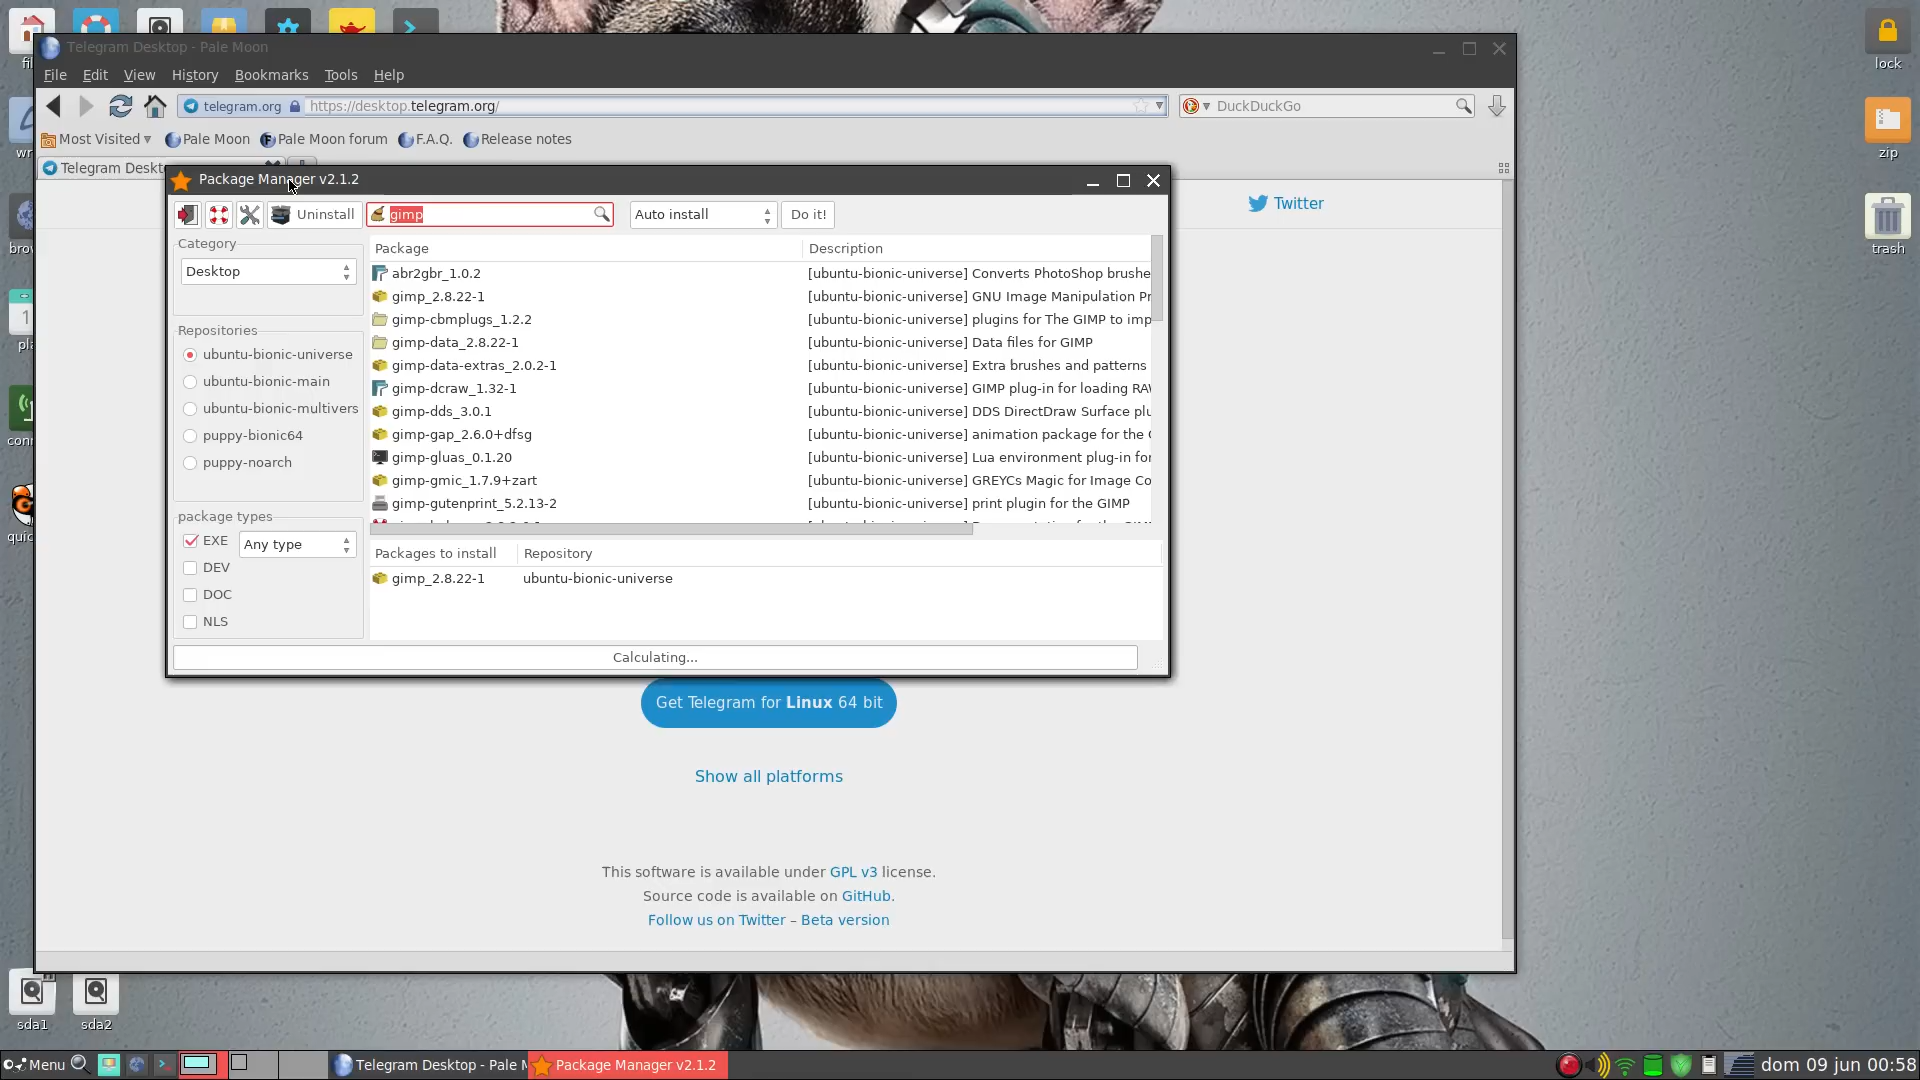 Telegram Desktop - Pale Moon
File Edit View History Bookmarks Tools Help
telegram.org https://desktop.telegram.org/ DuckDuckGo
Most Visited Pale Moon Pale Moon forum F.A.Q. Release notes
Telegram Deskt
Package Manager v2.1.2
Uninstall gimp Auto install Do it!
Twitter
Category
Desktop
Repositories
ubuntu-bionic-universe
ubuntu-bionic-main
ubuntu-bionic-multivers
puppy-bionic64
puppy-noarch
package types
EXE Any type
DEV
DOC
NLS
Package Description
abr2gbr_1.0.2 [ubuntu-bionic-universe] Converts PhotoShop brushe
gimp_2.8.22-1 [ubuntu-bionic-universe] GNU Image Manipulation Pr
gimp-cbmplugs_1.2.2 [ubuntu-bionic-universe] plugins for The GIMP to imp
gimp-data_2.8.22-1 [ubuntu-bionic-universe] Data files for GIMP
gimp-data-extras_2.0.2-1 [ubuntu-bionic-universe] Extra brushes and patterns
gimp-dcraw_1.32-1 [ubuntu-bionic-universe] GIMP plug-in for loading RAW
gimp-dds_3.0.1 [ubuntu-bionic-universe] DDS DirectDraw Surface plu
gimp-gap_2.6.0+dfsg [ubuntu-bionic-universe] animation package for the
gimp-gluas_0.1.20 [ubuntu-bionic-universe] Lua environment plug-in for
gimp-gmic_1.7.9+zart [ubuntu-bionic-universe] GREYCs Magic for Image Co
gimp-gutenprint_5.2.13-2 [ubuntu-bionic-universe] print plugin for the GIMP
Packages to install Repository
gimp_2.8.22-1 ubuntu-bionic-universe
Calculating...
Get Telegram for Linux 64 bit
Show all platforms
This software is available under GPL v3 license.
Source code is available on GitHub.
Follow us on Twitter – Beta version
lock
zip
trash
fil
wr
brow
1
pla
conn
quic
sda1 sda2
Menu Telegram Desktop - Pale M Package Manager v2.1.2 dom 09 jun 00:58